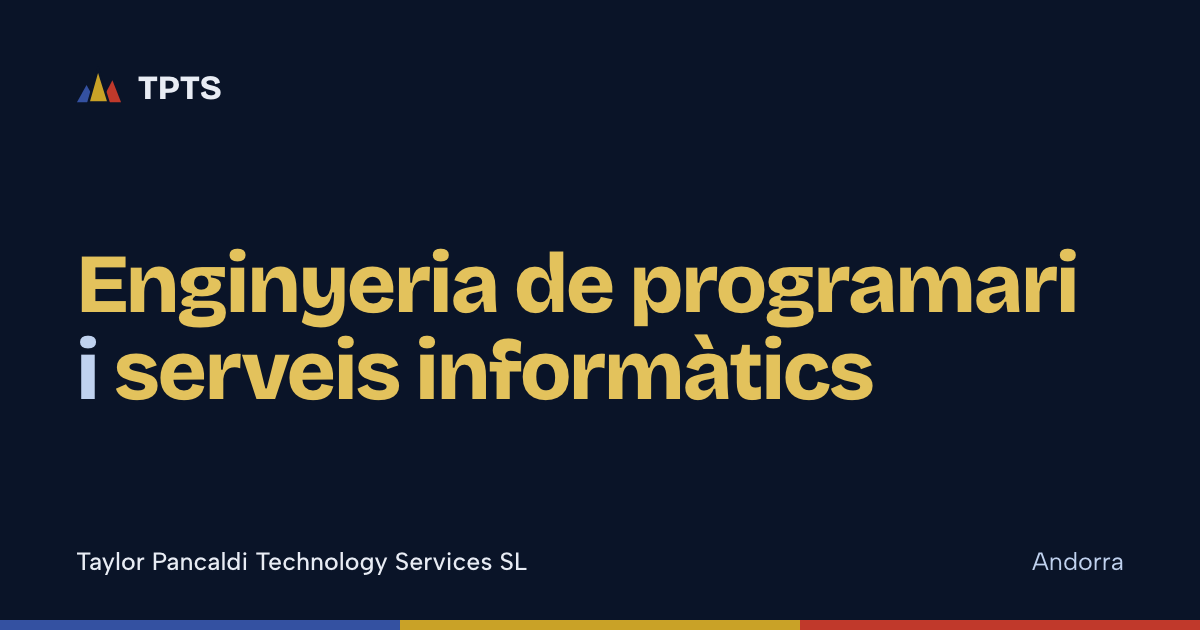 TPTS
Enginyeria de programari
i serveis informàtics
Taylor Pancaldi Technology Services SL
Andorra